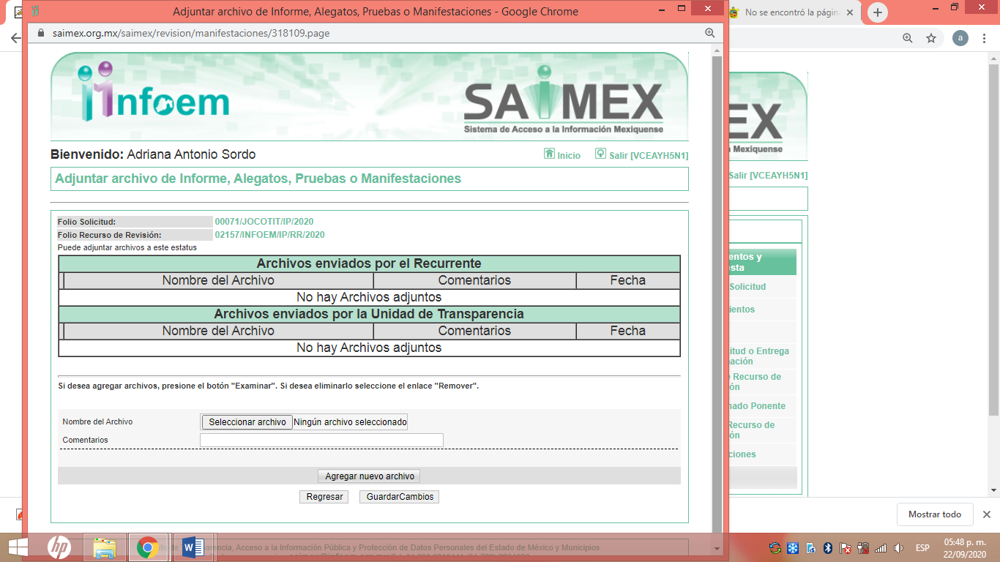 Adjuntar archivo de Informe, Alegatos, Pruebas o Manifestaciones - Google Chrome
No se encontró la págin
saimex.org.mx/saimex/revision/manifestaciones/318109.page
a
infoem
SAIMEX
Sistema de Acceso a la Información Mexiquense
EX
Mexiquense
Bienvenido: Adriana Antonio Sordo
Inicio
Salir [VCEAYH5N1]
Salir [VCEAYH5N1]
Adjuntar archivo de Informe, Alegatos, Pruebas o Manifestaciones
Folio Solicitud: 00071/JOCOTIT/IP/2020
Folio Recurso de Revisión: 02157/INFOEM/IP/RR/2020
Puede adjuntar archivos a este estatus
Archivos enviados por el Recurrente
Nombre del Archivo Comentarios Fecha
No hay Archivos adjuntos
Archivos enviados por la Unidad de Transparencia
Nombre del Archivo Comentarios Fecha
No hay Archivos adjuntos
Si desea agregar archivos, presione el botón "Examinar". Si desea eliminarlo seleccione el enlace "Remover".
Nombre del Archivo Seleccionar archivo Ningún archivo seleccionado
Comentarios
Agregar nuevo archivo
Regresar GuardarCambios
entos y
esta
Solicitud
ientos
itud o Entrega
nación
e Recurso de
ón
nado Ponente
Recurso de
ón
ciones
Mostrar todo
encia, Acceso a la Información Pública y Protección de Datos Personales del Estado de México y Municipios
ESP
05:48 p. m.
22/09/2020